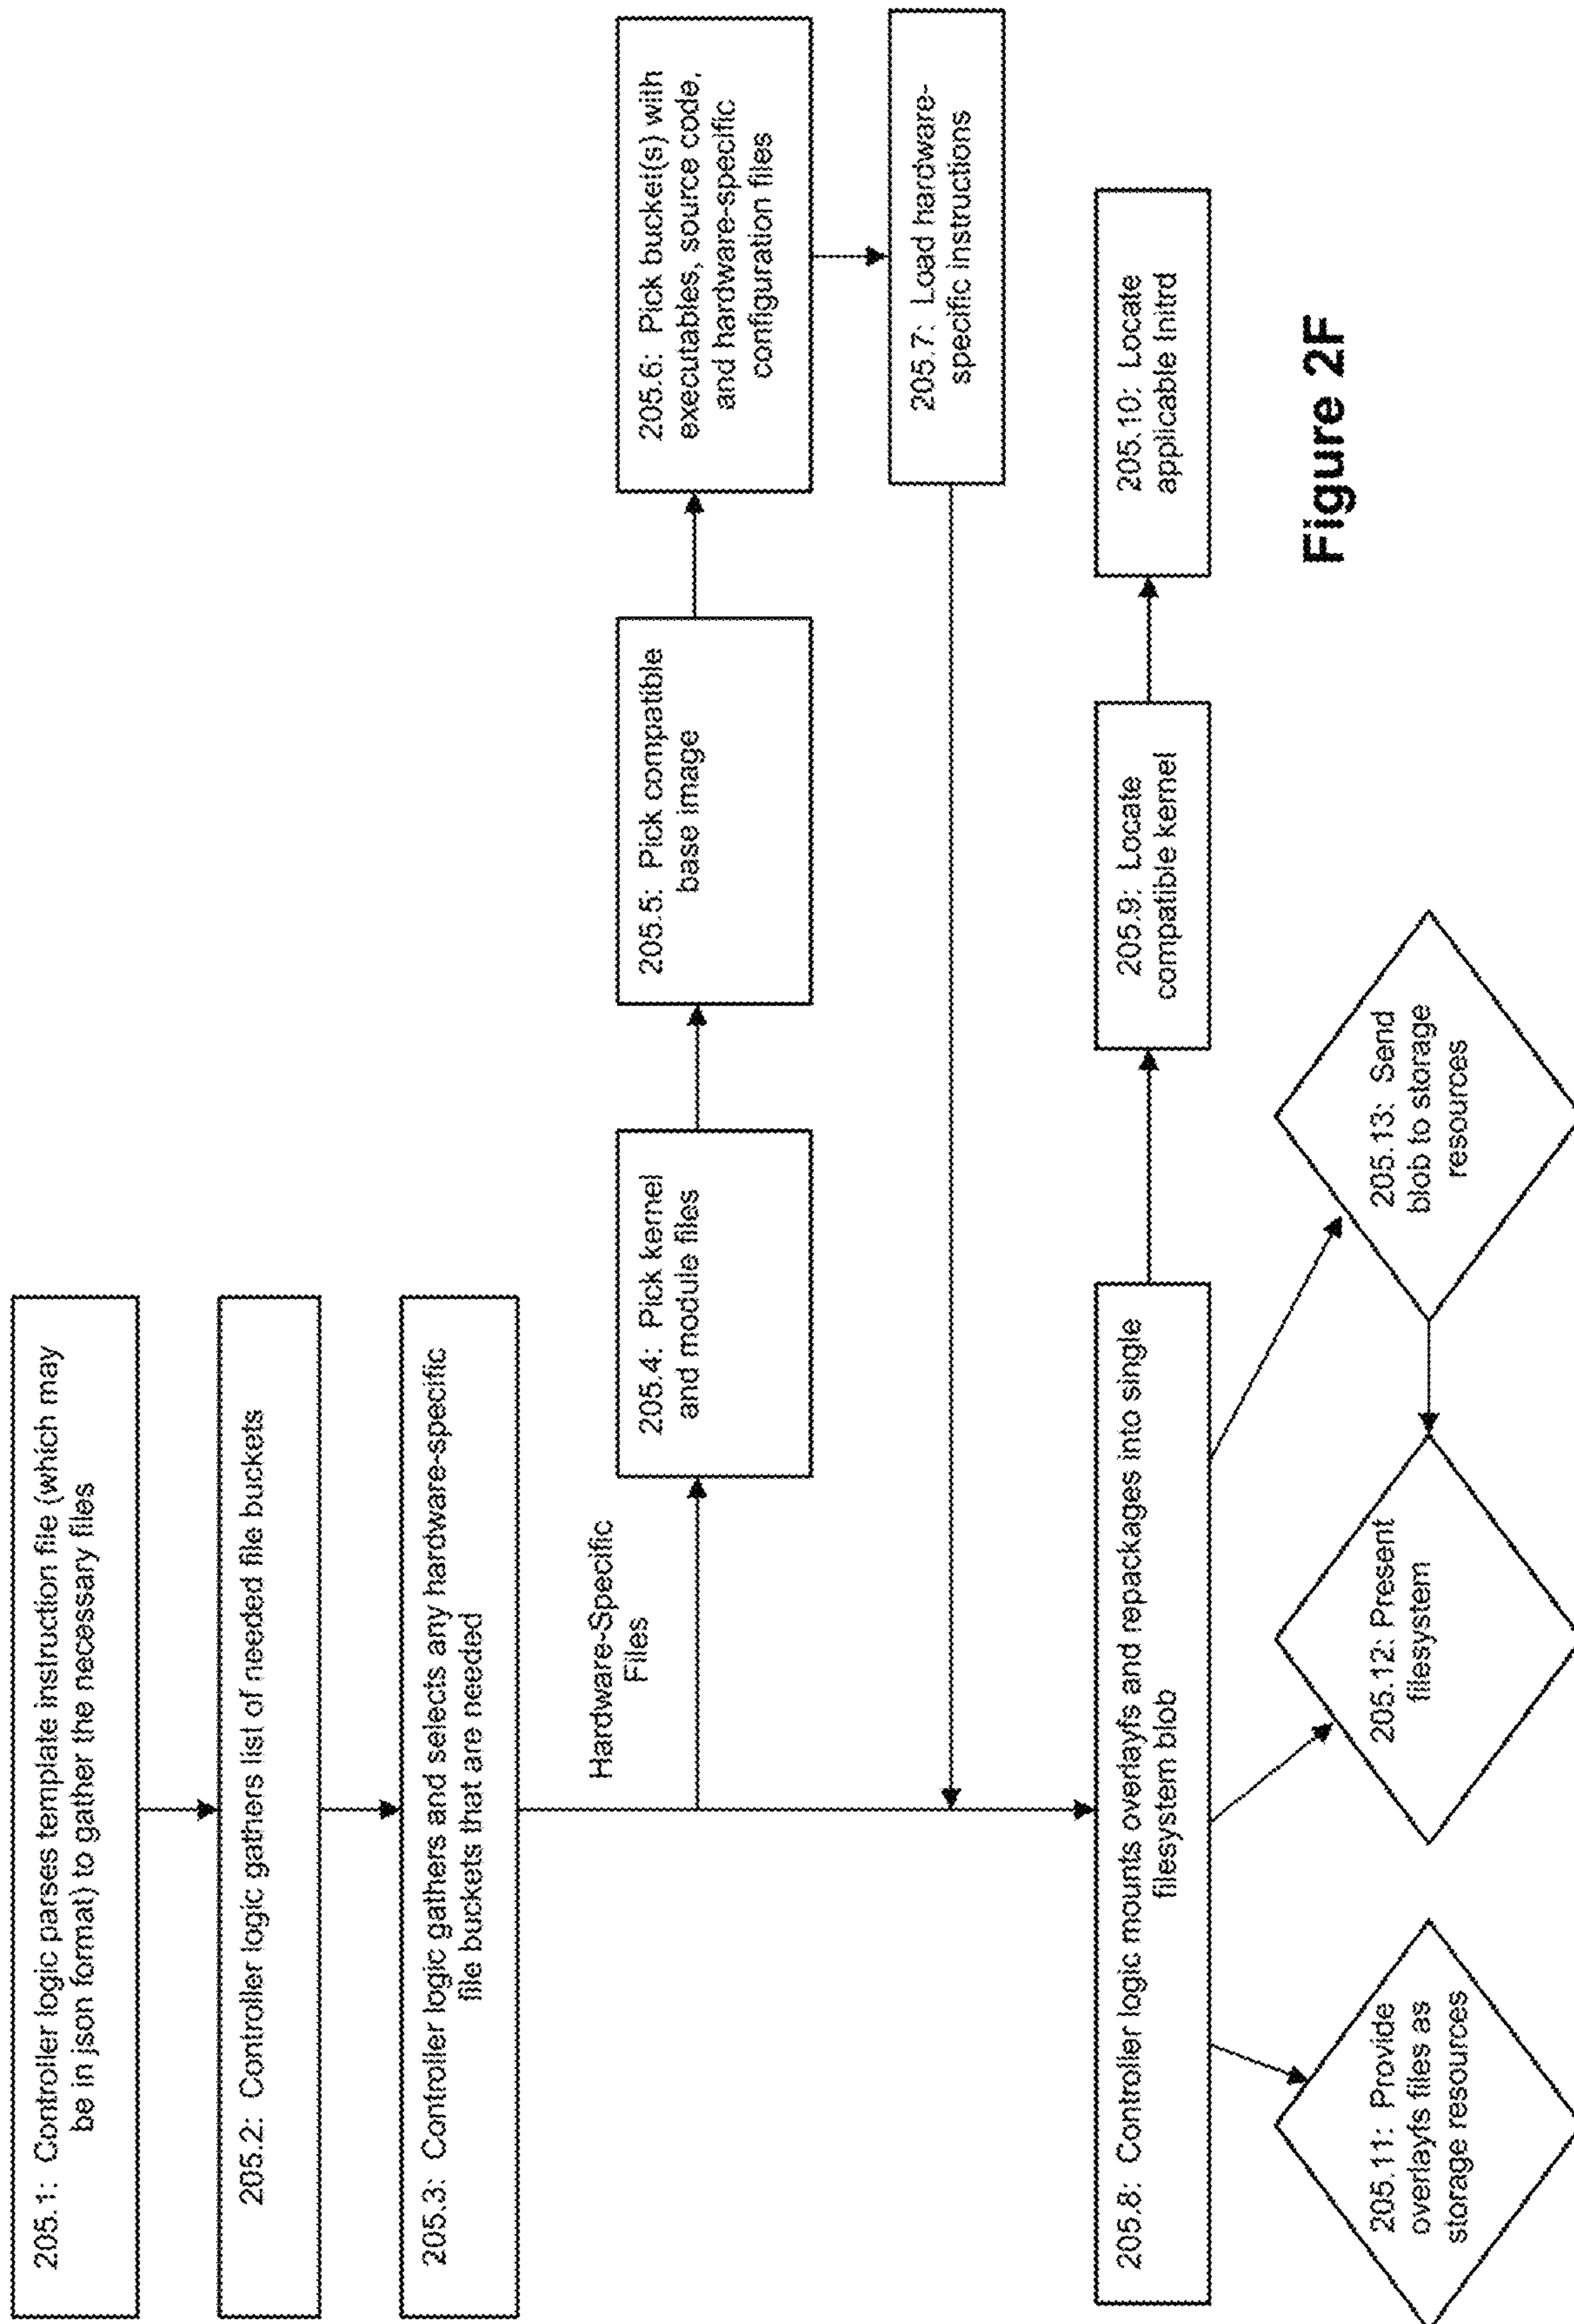 205.1: Controller logic parses template instruction file (which may
be in json format) to gather the necessary files
205.2: Controller logic gathers list of needed file buckets
205.3: Controller logic gathers and selects any hardware-specific
file buckets that are needed
Hardware-Specific
Files
205.4: Pick kernel
and module files
205.5: Pick compatible
base image
205.6: Pick bucket(s) with
executables, source code,
and hardware-specific
configuration files
205.7: Load hardware-
specific instructions
205.8: Controller logic mounts overlayfs and repackages into single
filesystem blob
205.9: Locate
compatible kernel
205.10: Locate
applicable Initrd
205.11: Provide
overlayfs files as
storage resources
205.12: Present
filesystem
205.13: Send
blob to storage
resources
Figure 2F